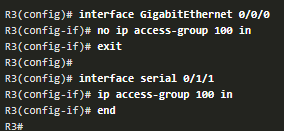 R3(config)# interface GigabitEthernet 0/0/0
R3(config-if)# no ip access-group 100 in
R3(config-if)# exit
R3(config)#
R3(config)# interface serial 0/1/1
R3(config-if)# ip access-group 100 in
R3(config-if)# end
R3#